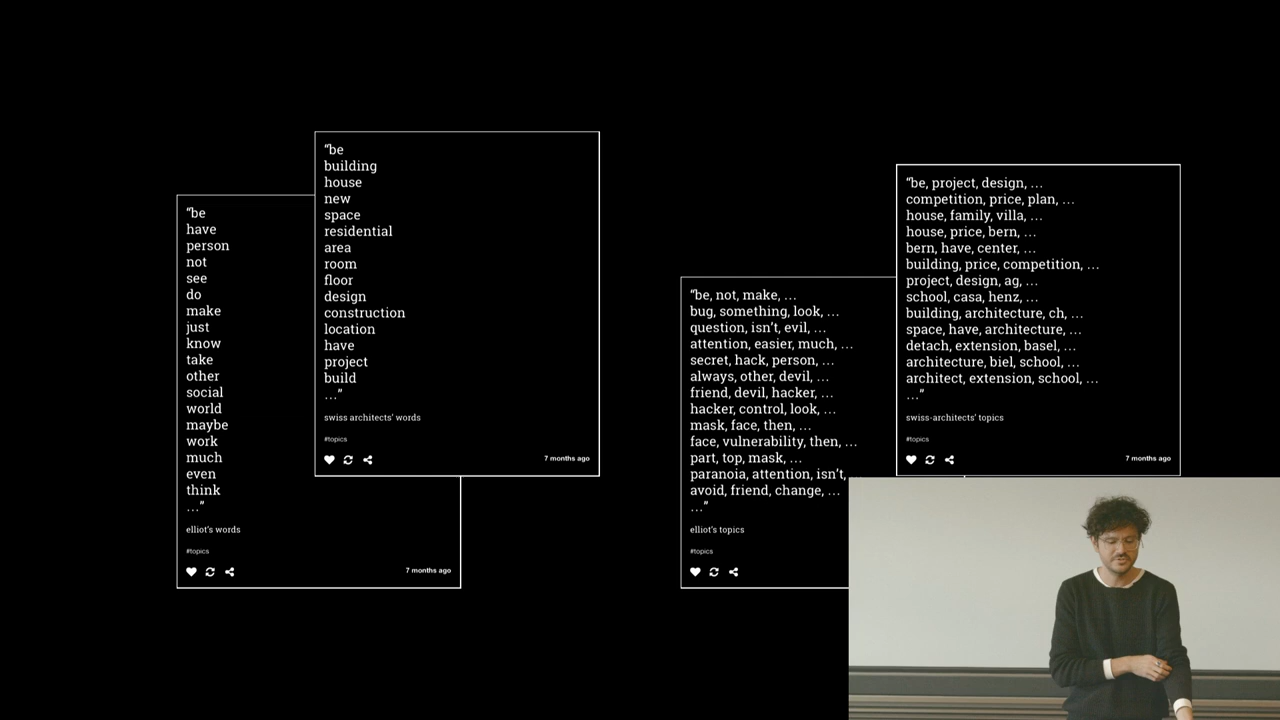 “be
have
person
not
see
do
make
just
know
take
other
social
world
maybe
work
much
even
think
…”
elliot's words
#topics
7 months ago
“be
building
house
new
space
residential
area
room
floor
design
construction
location
have
project
build
…”
swiss architects' words
#topics
7 months ago
“be, not, make, …
bug, something, look, …
question, isn't, evil, …
attention, easier, much, …
secret, hack, person, …
always, other, devil, …
friend, devil, hacker, …
hacker, control, look, …
mask, face, then, …
face, vulnerability, then, …
part, top, mask, …
paranoia, attention, isn't, …
avoid, friend, change, …
…”
elliot's topics
#topics
“be, project, design, …
competition, price, plan, …
house, family, villa, …
house, price, bern, …
bern, have, center, …
building, price, competition, …
project, design, ag, …
school, casa, henz, …
building, architecture, ch, …
space, have, architecture, …
detach, extension, basel, …
architecture, biel, school, …
architect, extension, school, …
…”
swiss-architects' topics
#topics
7 months ago